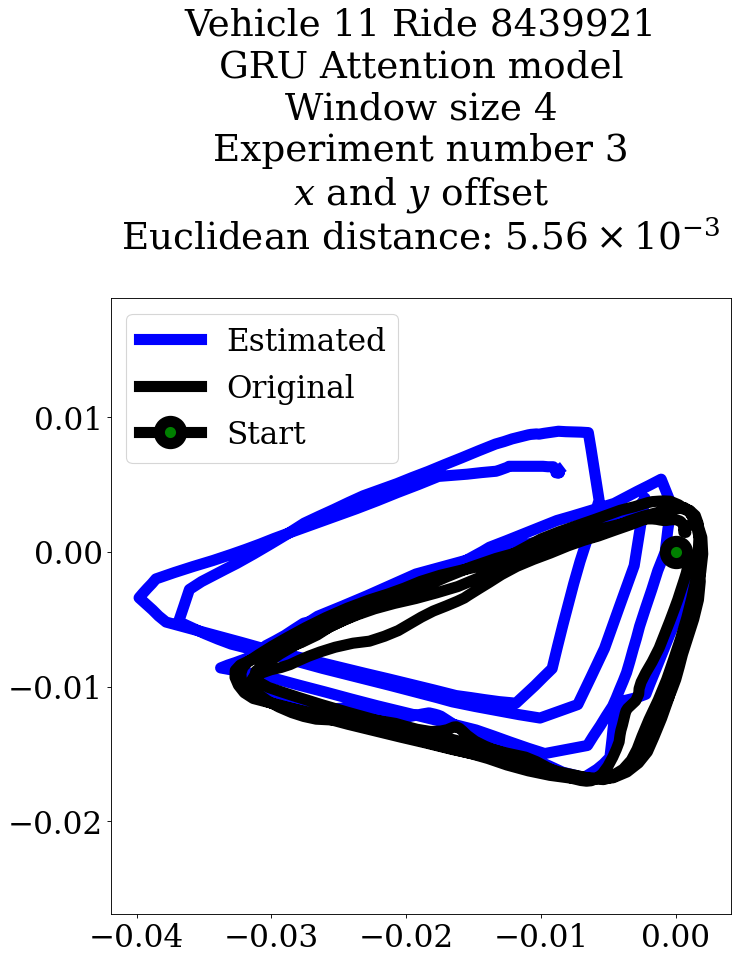 Vehicle 11 Ride 8439921
GRU Attention model
Window size 4
Experiment number 3
x and y offset
Euclidean distance: 5.56 × 10⁻³
Estimated
Original
Start
0.01
0.00
−0.01
−0.02
−0.04 −0.03 −0.02 −0.01 0.00